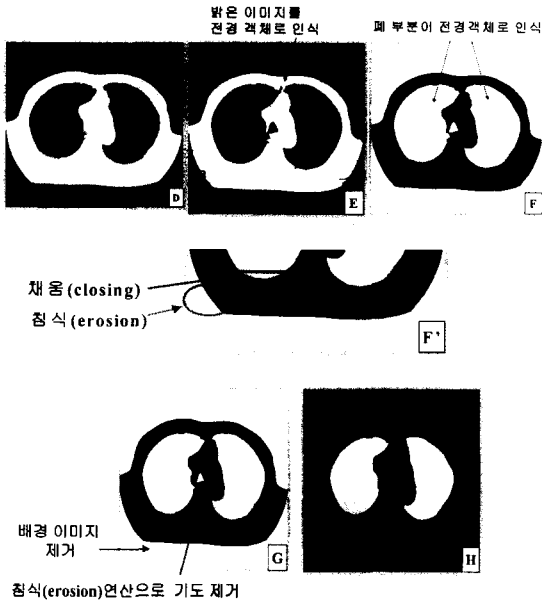 밝은 이미지를
전경 객체로 인식
폐 부분이 전경객체로 인식
D
E
F
채움(closing)
침식(erosion)
F'
배경 이미지
제거
G
H
침식(erosion)연산으로 기도 제거